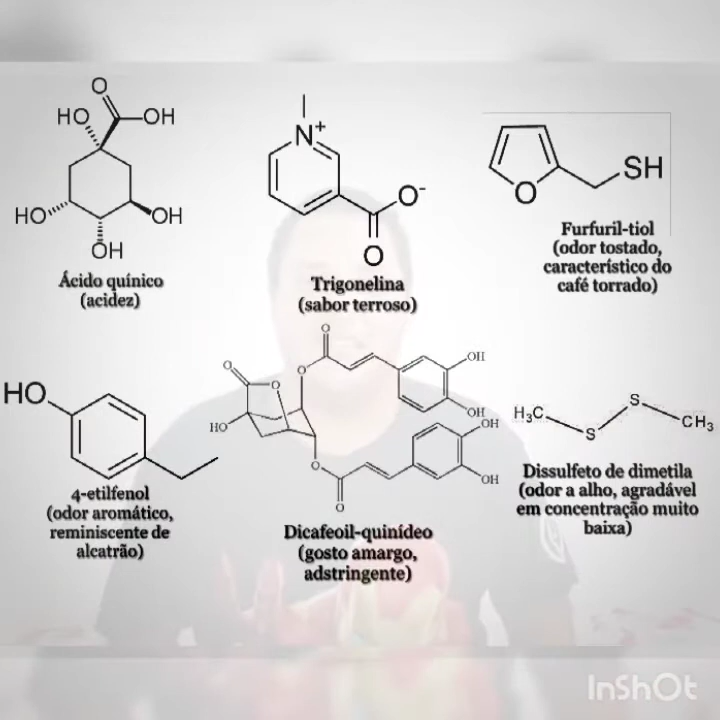 O
HO
HO
OH
HO
OH
OH
Ácido quínico
(acidez)
N+
O-
O
Trigonelina
(sabor terroso)
O
SH
Furfuril-tiol
(odor tostado,
característico do
café torrado)
HO
4-etilfenol
(odor aromático,
reminiscente de
alcatrão)
O
O
O
O
HO
OH
OH
OH
OH
O
O
Dicafeoil-quinídeo
(gosto amargo,
adstringente)
H3C
S
S
CH3
Dissulfeto de dimetila
(odor a alho, agradável
em concentração muito
baixa)
InShOt